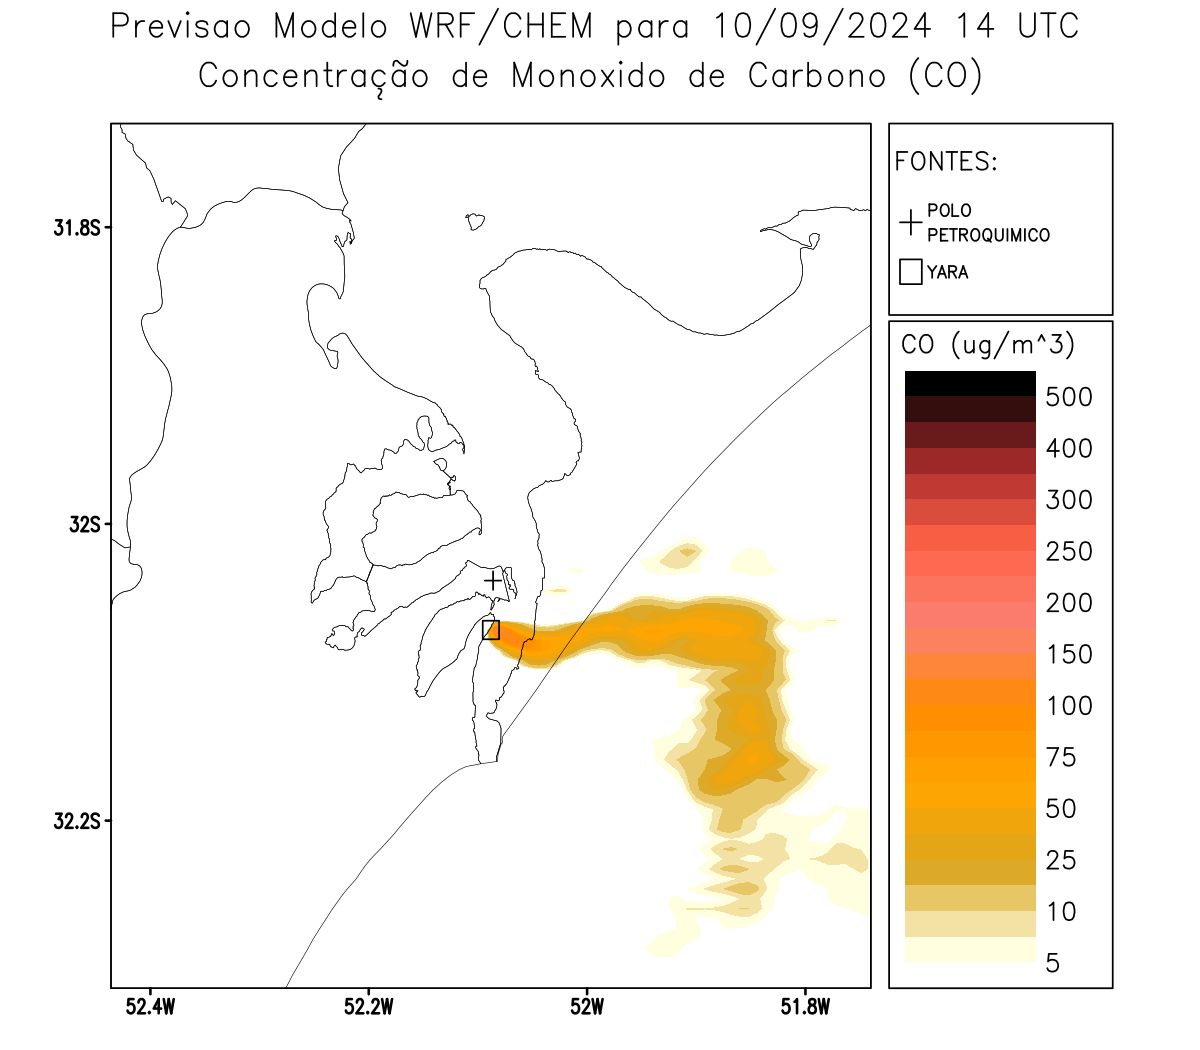 Previsao Modelo WRF/CHEM para 10/09/2024 14 UTC
Concentração de Monoxido de Carbono (CO)
FONTES:
POLO
PETROQUIMICO
YARA
CO (ug/m^3)
500
400
300
250
200
150
100
75
50
25
10
5
31.8S
32S
32.2S
52.4W
52.2W
52W
51.8W